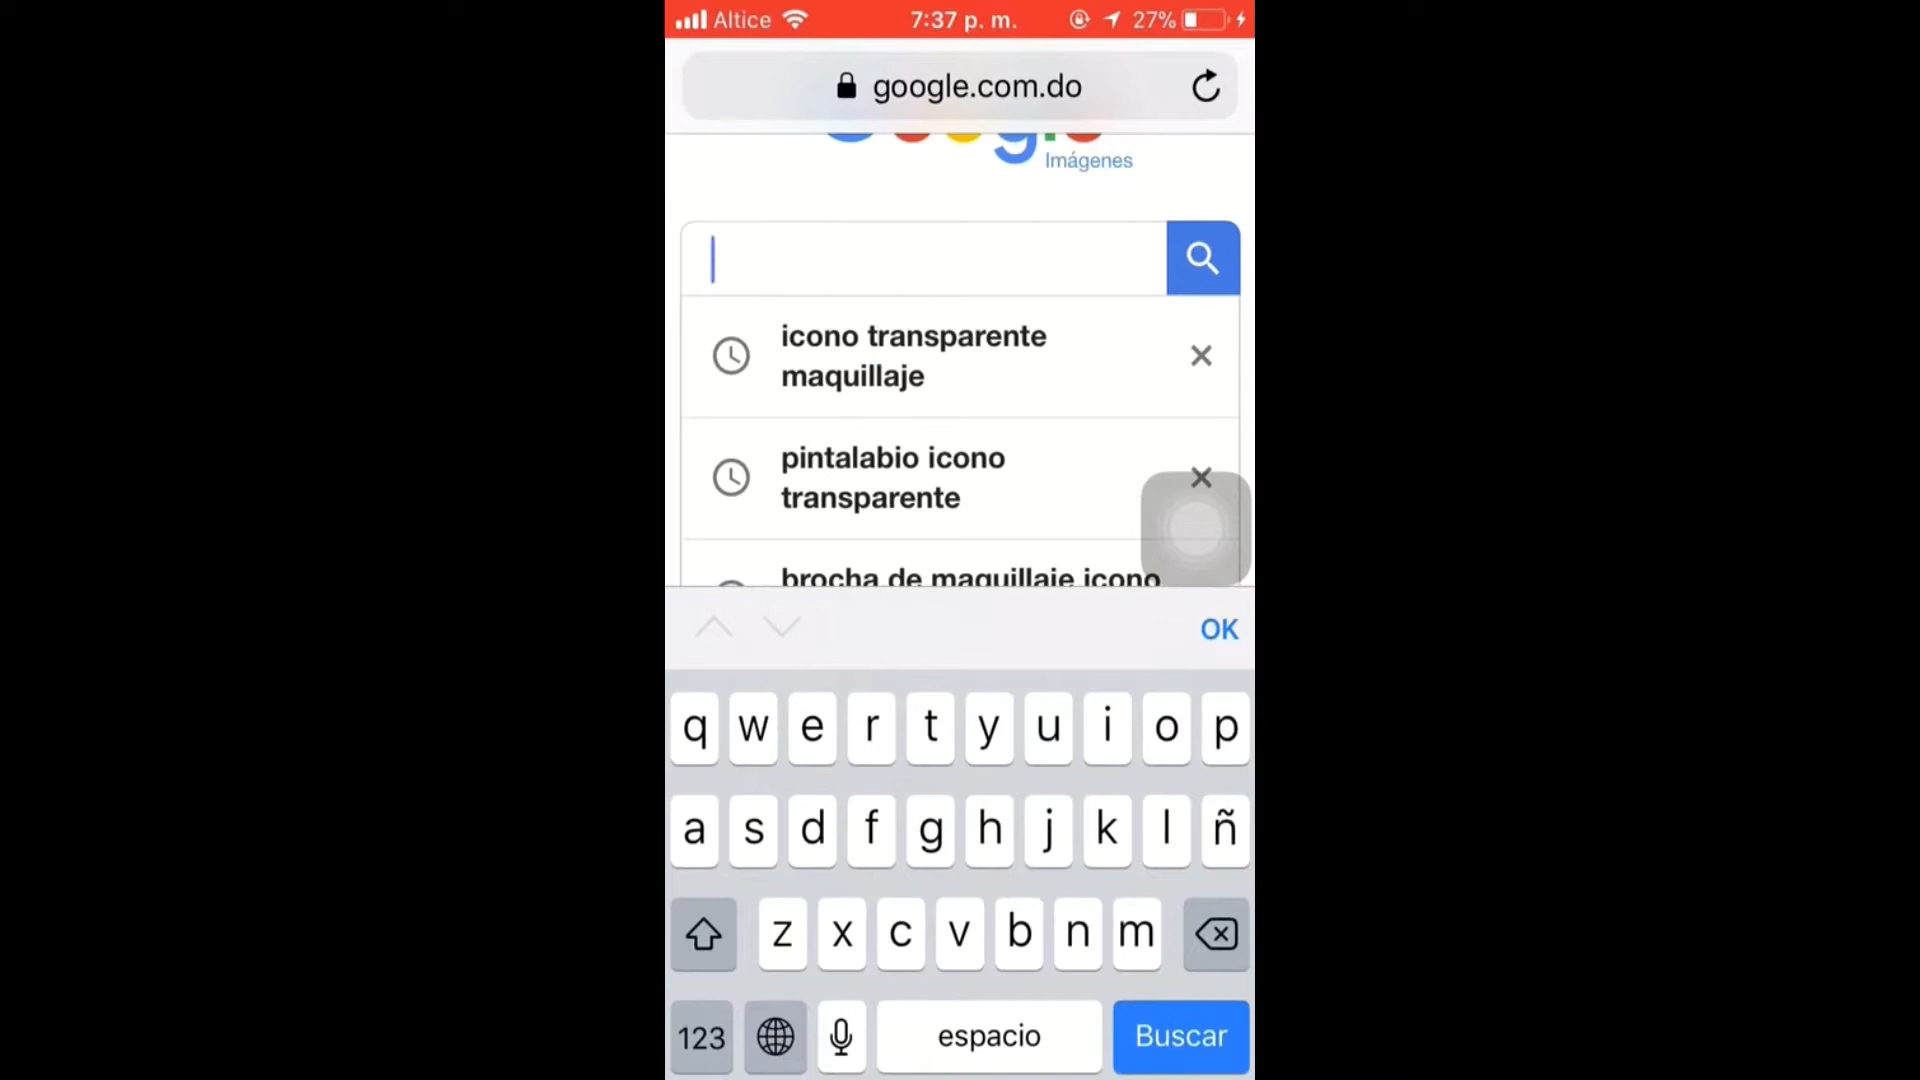 Altice 7:37 p. m. 27%
google.com.do
Google
Imágenes
icono transparente
maquillaje
pintalabio icono
transparente
brocha de maquillaje icono
OK
q w e r t y u i o p
a s d f g h j k l ñ
z x c v b n m
123 espacio Buscar